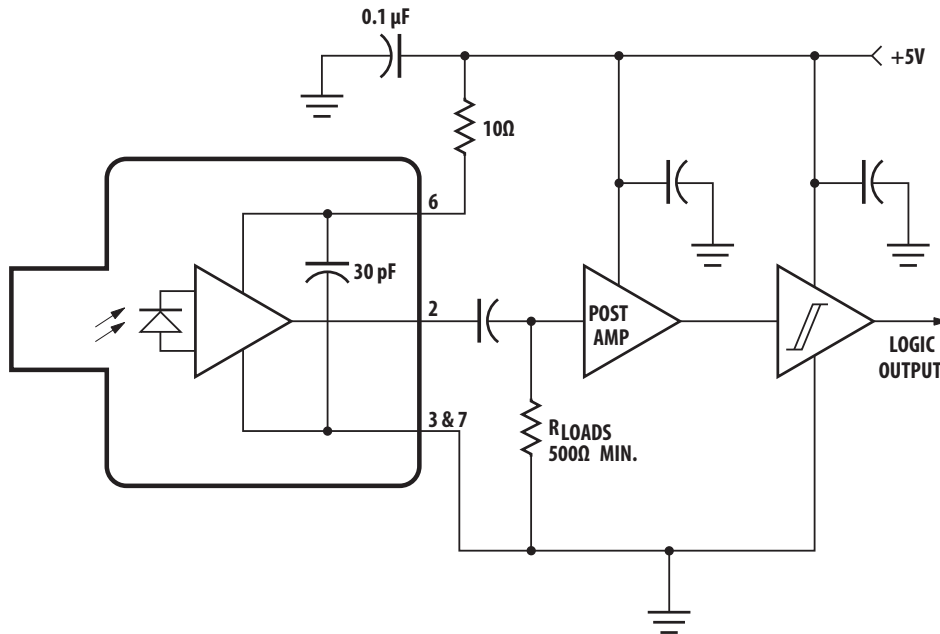 0.1 µF
+5V
10Ω
6
30 pF
2
POST
AMP
LOGIC
OUTPUT
3 & 7
RLOADS
500Ω MIN.